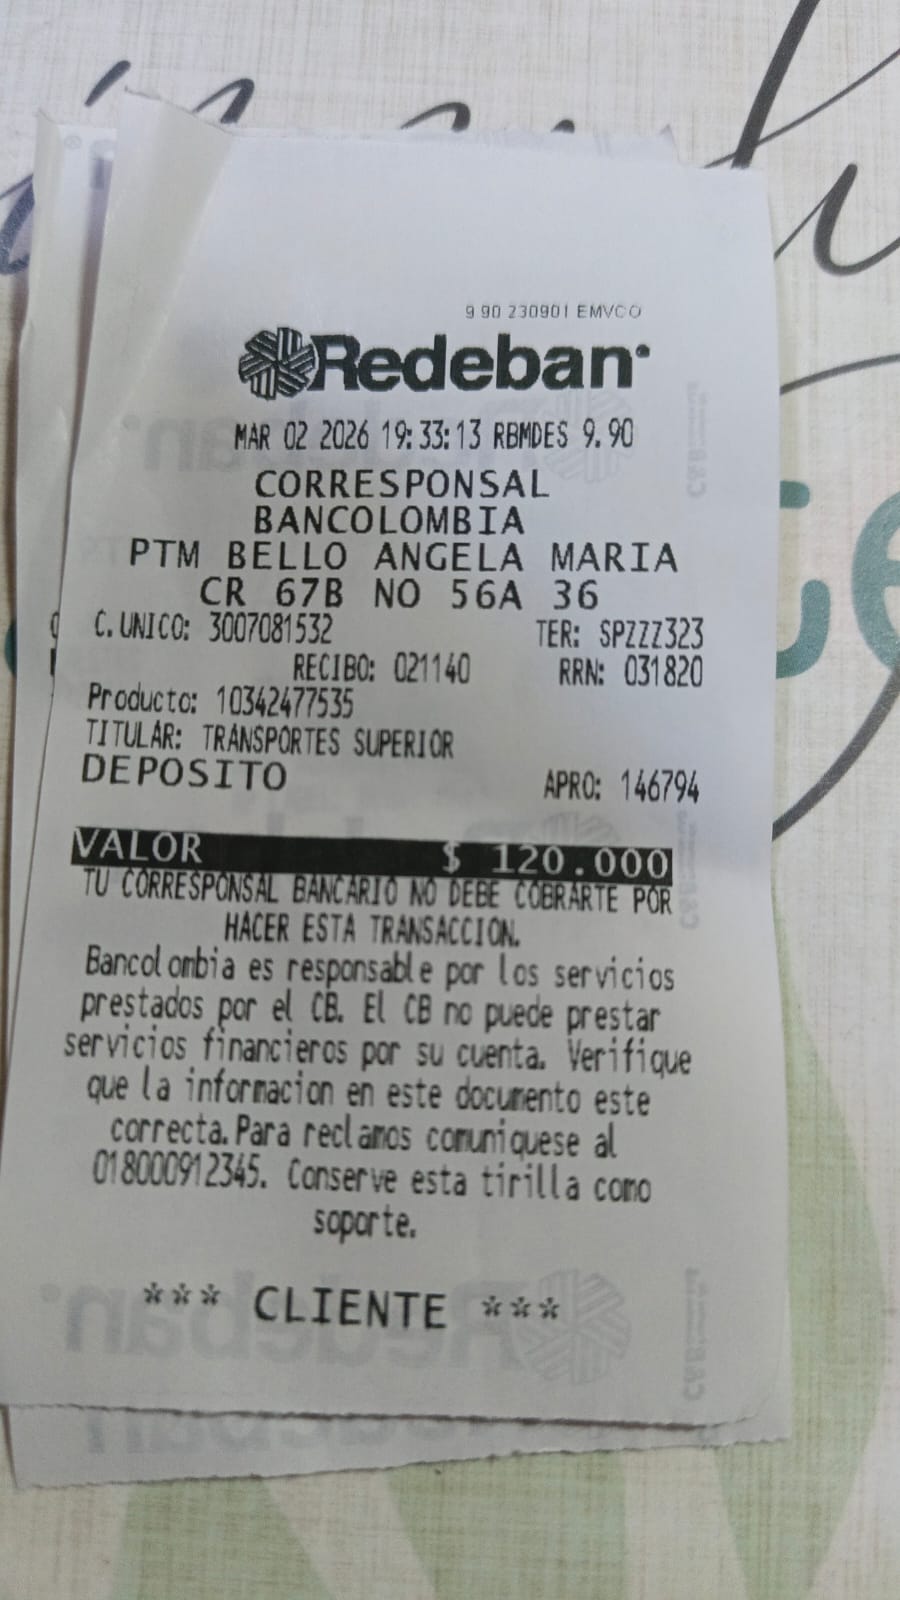 9 90 230901 EMVCO
Redeban
MAR 02 2026 19:33:13 RBMDES 9.90
CORRESPONSAL
BANCOLOMBIA
PTM BELLO ANGELA MARIA
CR 67B NO 56A 36
C. UNICO: 3007081532 TER: SPZZZ323
RECIBO: 021140 RRN: 031820
Producto: 10342477535
TITULAR: TRANSPORTES SUPERIOR
DEPOSITO APRO: 146794
VALOR $ 120.000
TU CORRESPONSAL BANCARIO NO DEBE COBRARTE POR
HACER ESTA TRANSACCION.
Bancolombia es responsable por los servicios
prestados por el CB. El CB no puede prestar
servicios financieros por su cuenta. Verifique
que la informacion en este documento este
correcta. Para reclamos comuniquese al
018000912345. Conserve esta tirilla como
soporte.
*** CLIENTE ***